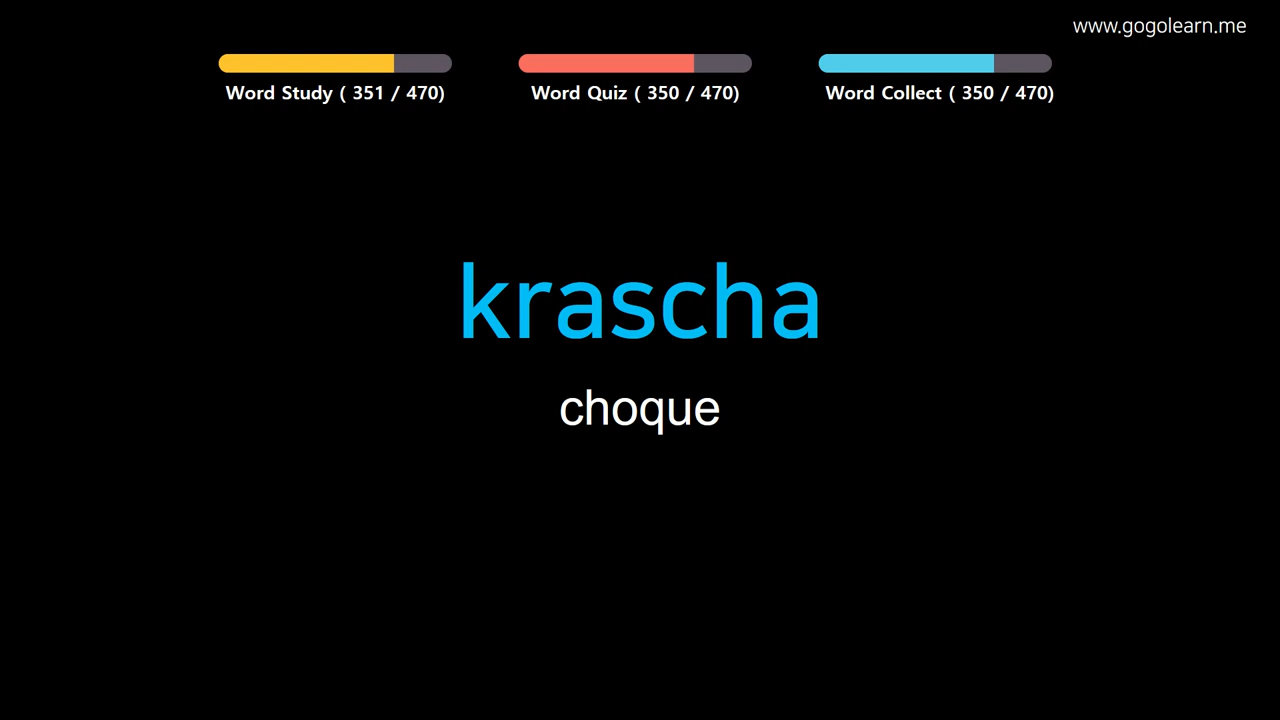 www.gogolearn.me
Word Study ( 351 / 470)
Word Quiz ( 350 / 470)
Word Collect ( 350 / 470)
krascha
choque